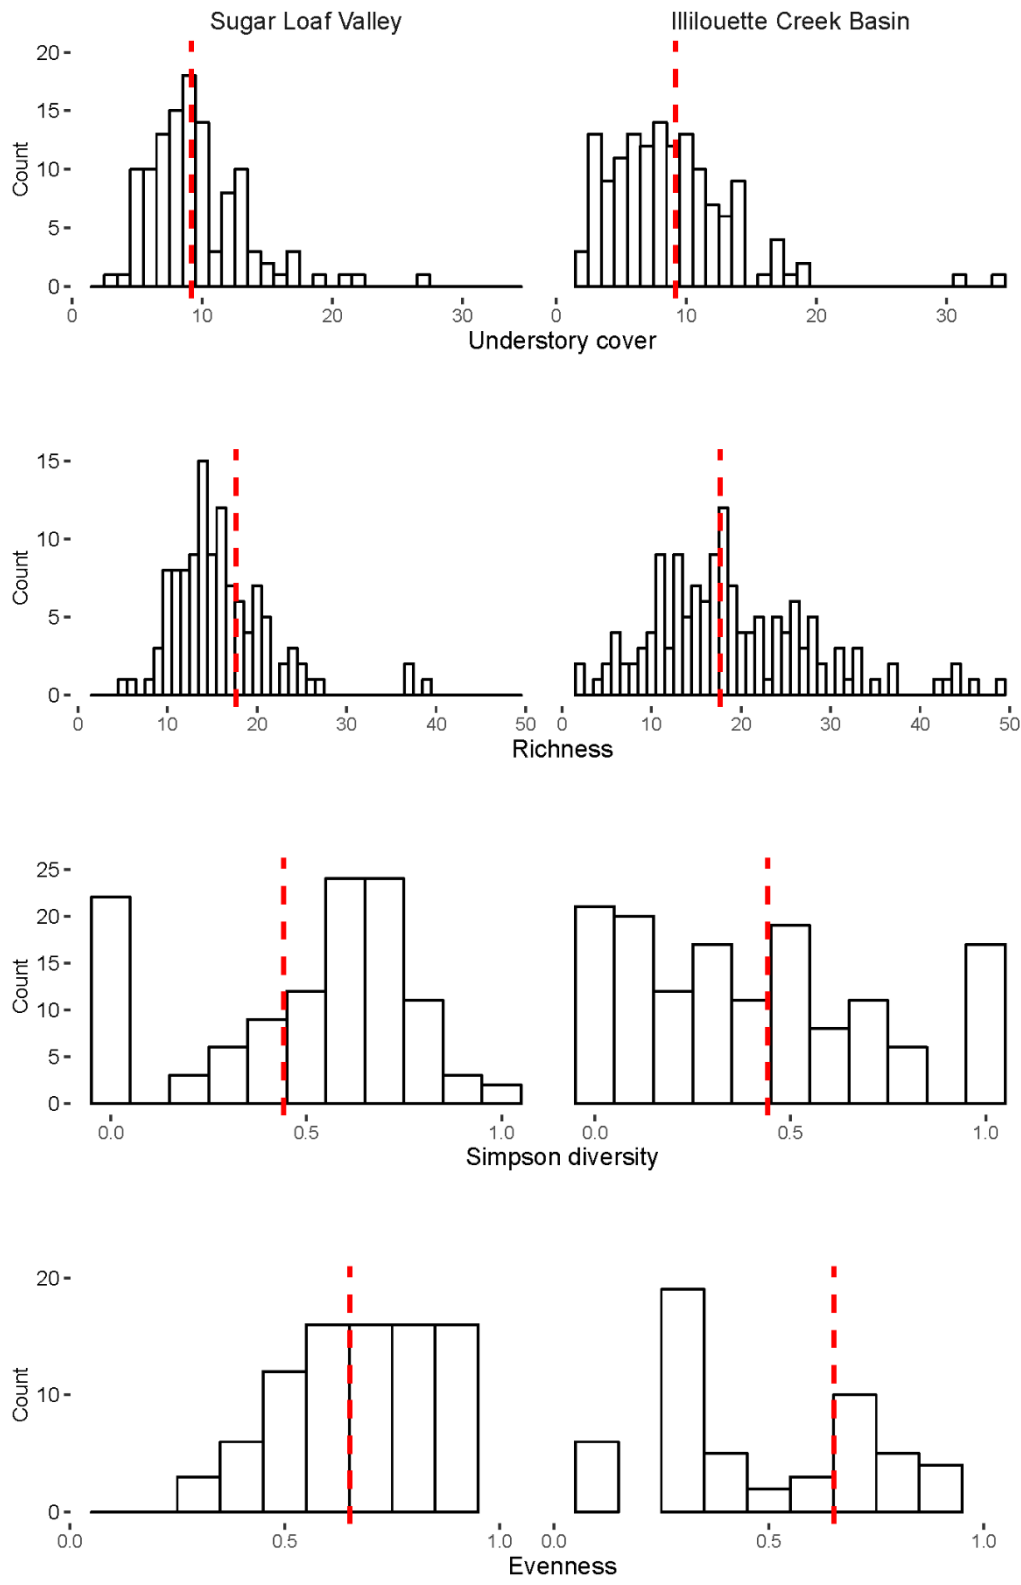 Sugar Loaf Valley Illilouette Creek Basin
20
15
10
5
0
Count
0 10 20 30 0 10 20 30
Understory cover
15
10
5
0
Count
0 10 20 30 40 50 0 10 20 30 40 50
Richness
25
20
15
10
5
0
Count
0.0 0.5 1.0 0.0 0.5 1.0
Simpson diversity
20
10
0
Count
0.0 0.5 1.0 0.0 0.5 1.0
Evenness